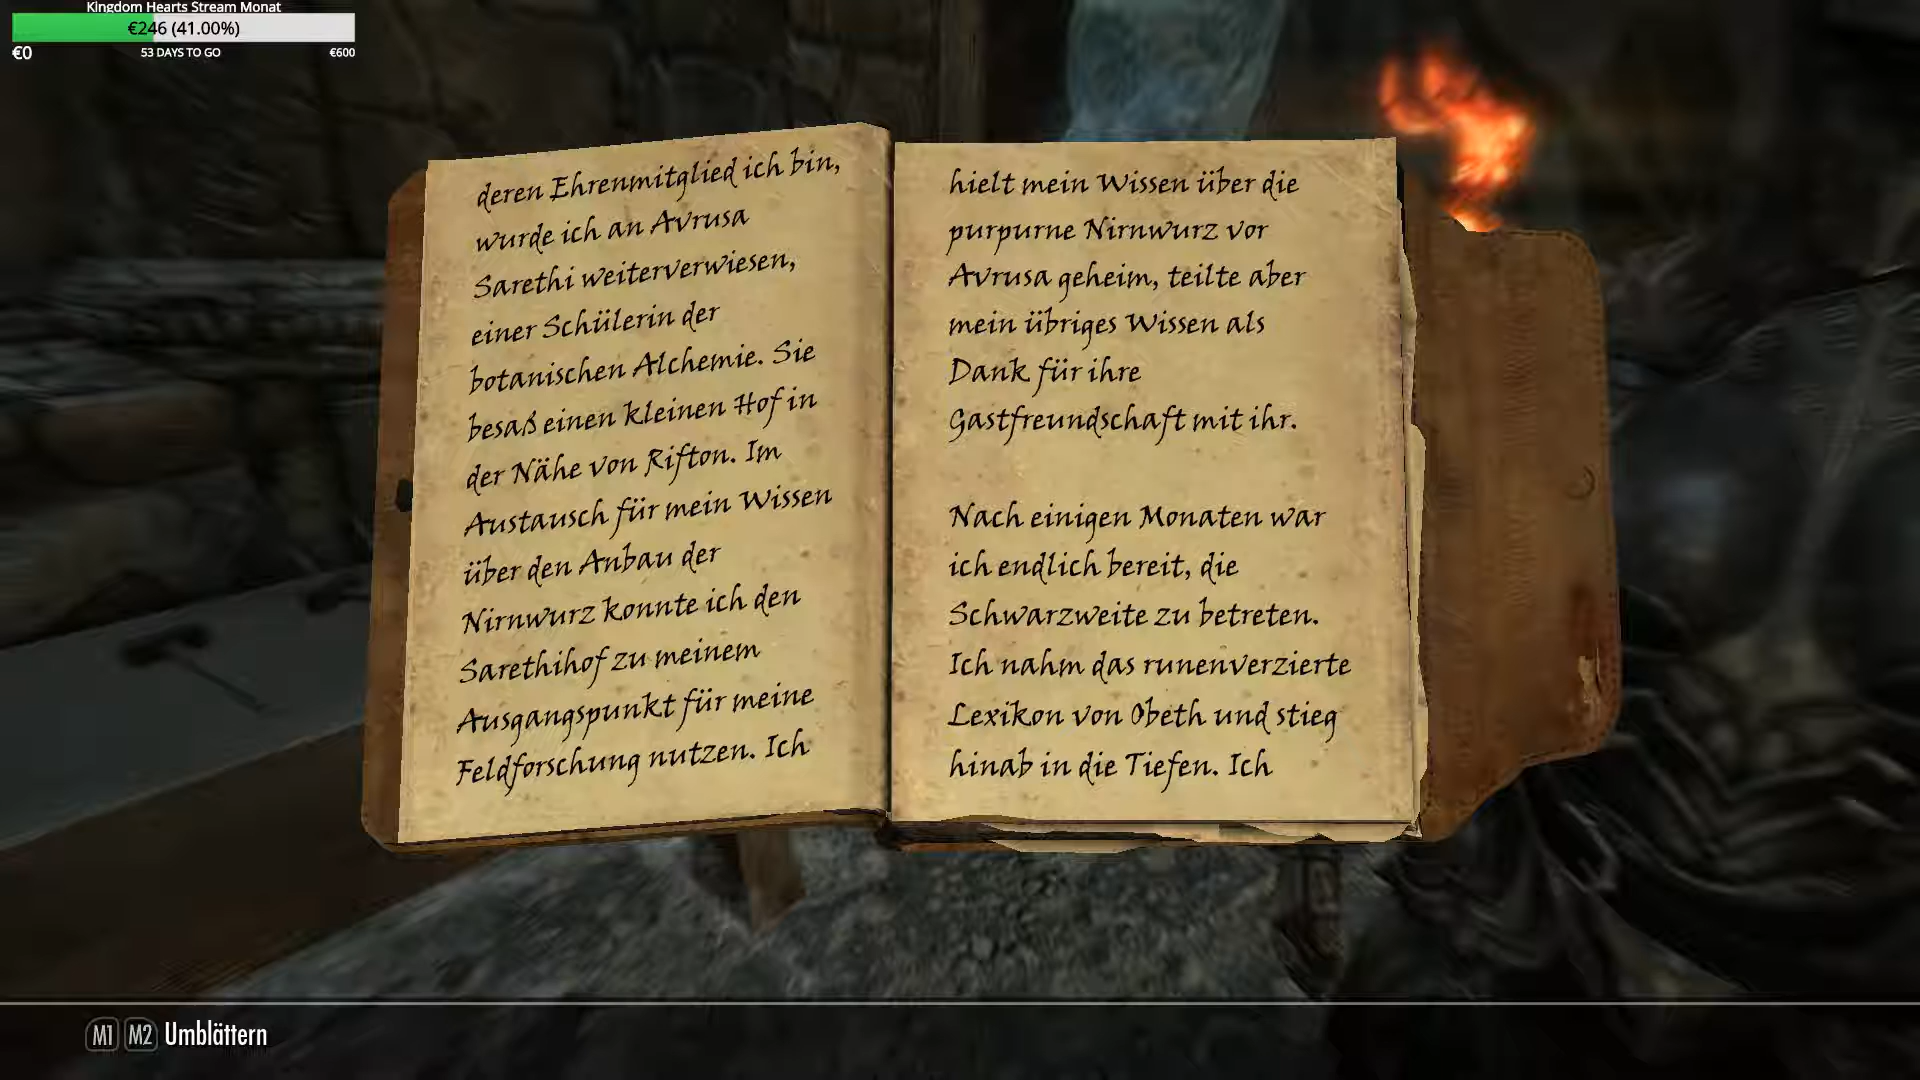 Kingdom Hearts Stream Monat
€246 (41.00%)
€0
53 DAYS TO GO
€600
deren Ehrenmitglied ich bin,
wurde ich an Avrusa
Sarethi weiterverwiesen,
einer Schülerin der
botanischen Alchemie. Sie
besaß einen kleinen Hof in
der Nähe von Rifton. Im
Austausch für mein Wissen
über den Anbau der
Nirnwurz konnte ich den
Sarethihof zu meinem
Ausgangspunkt für meine
Feldforschung nutzen. Ich
hielt mein Wissen über die
purpurne Nirnwurz vor
Avrusa geheim, teilte aber
mein übriges Wissen als
Dank für ihre
Gastfreundschaft mit ihr.
Nach einigen Monaten war
ich endlich bereit, die
Schwarzweite zu betreten.
Ich nahm das runenverzierte
Lexikon von Obeth und stieg
hinab in die Tiefen. Ich
M1 M2 Umblättern